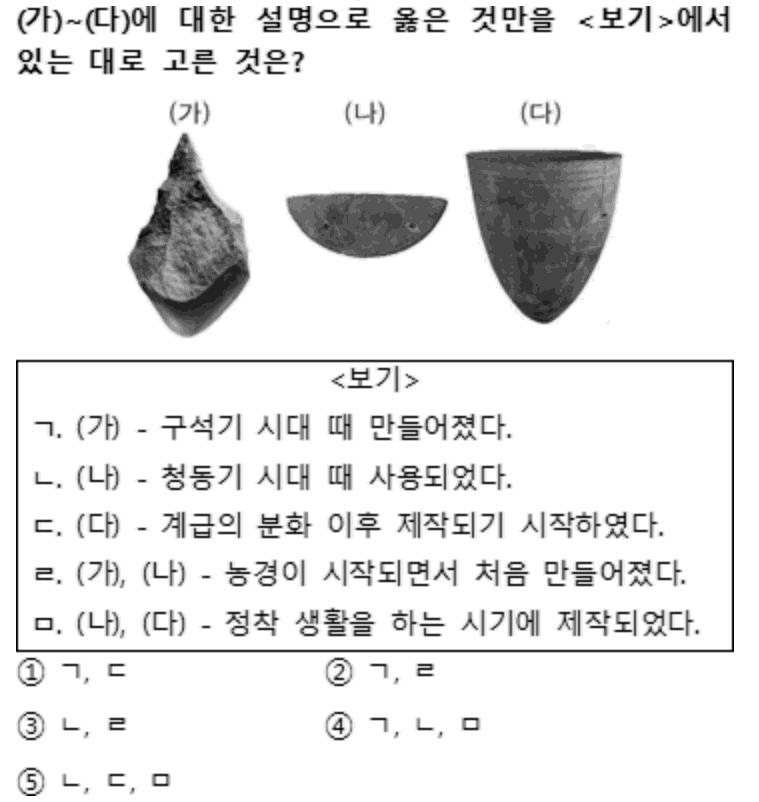 (가)~(다)에 대한 설명으로 옳은 것만을 <보기>에서
있는 대로 고른 것은?
(가) (나) (다)
<보기>
ㄱ. (가) - 구석기 시대 때 만들어졌다.
ㄴ. (나) - 청동기 시대 때 사용되었다.
ㄷ. (다) - 계급의 분화 이후 제작되기 시작하였다.
ㄹ. (가), (나) - 농경이 시작되면서 처음 만들어졌다.
ㅁ. (나), (다) - 정착 생활을 하는 시기에 제작되었다.
① ㄱ, ㄷ ② ㄱ, ㄹ
③ ㄴ, ㄹ ④ ㄱ, ㄴ, ㅁ
⑤ ㄴ, ㄷ, ㅁ